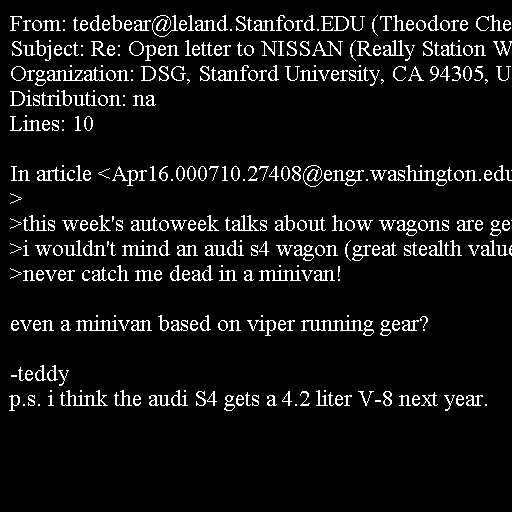 From: tedebear@leland.Stanford.EDU (Theodore Che
Subject: Re: Open letter to NISSAN (Really Station W
Organization: DSG, Stanford University, CA 94305, U
Distribution: na
Lines: 10

In article <Apr16.000710.27408@engr.washington.edu
>
>this week's autoweek talks about how wagons are ge
>i wouldn't mind an audi s4 wagon (great stealth value
>never catch me dead in a minivan!

even a minivan based on viper running gear?

-teddy
p.s. i think the audi S4 gets a 4.2 liter V-8 next year.